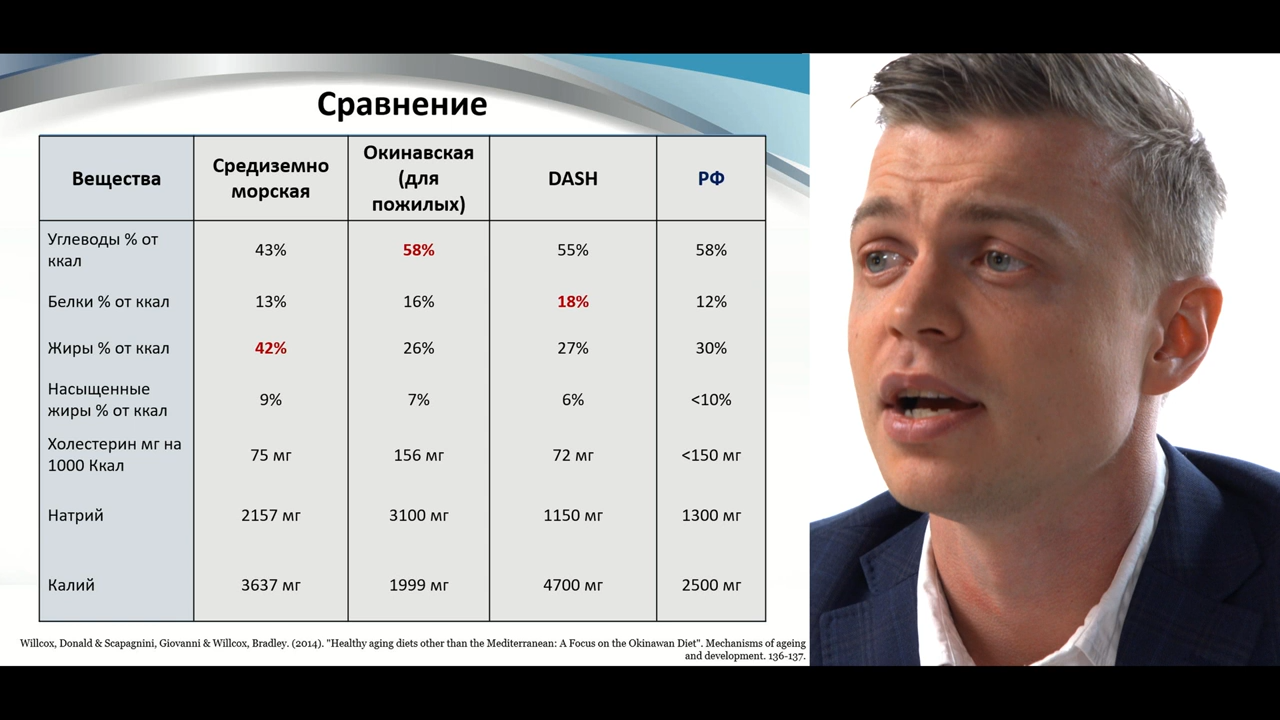 Сравнение
Вещества
Средиземно
морская
Окинавская
(для
пожилых)
DASH
РФ
Углеводы % от
ккал
43%
58%
55%
58%
Белки % от ккал
13%
16%
18%
12%
Жиры % от ккал
42%
26%
27%
30%
Насыщенные
жиры % от ккал
9%
7%
6%
<10%
Холестерин мг на
1000 Ккал
75 мг
156 мг
72 мг
<150 мг
Натрий
2157 мг
3100 мг
1150 мг
1300 мг
Калий
3637 мг
1999 мг
4700 мг
2500 мг
Willcox, Donald & Scapagnini, Giovanni & Willcox, Bradley. (2014). "Healthy aging diets other than the Mediterranean: A Focus on the Okinawan Diet". Mechanisms of ageing
and development. 136-137.